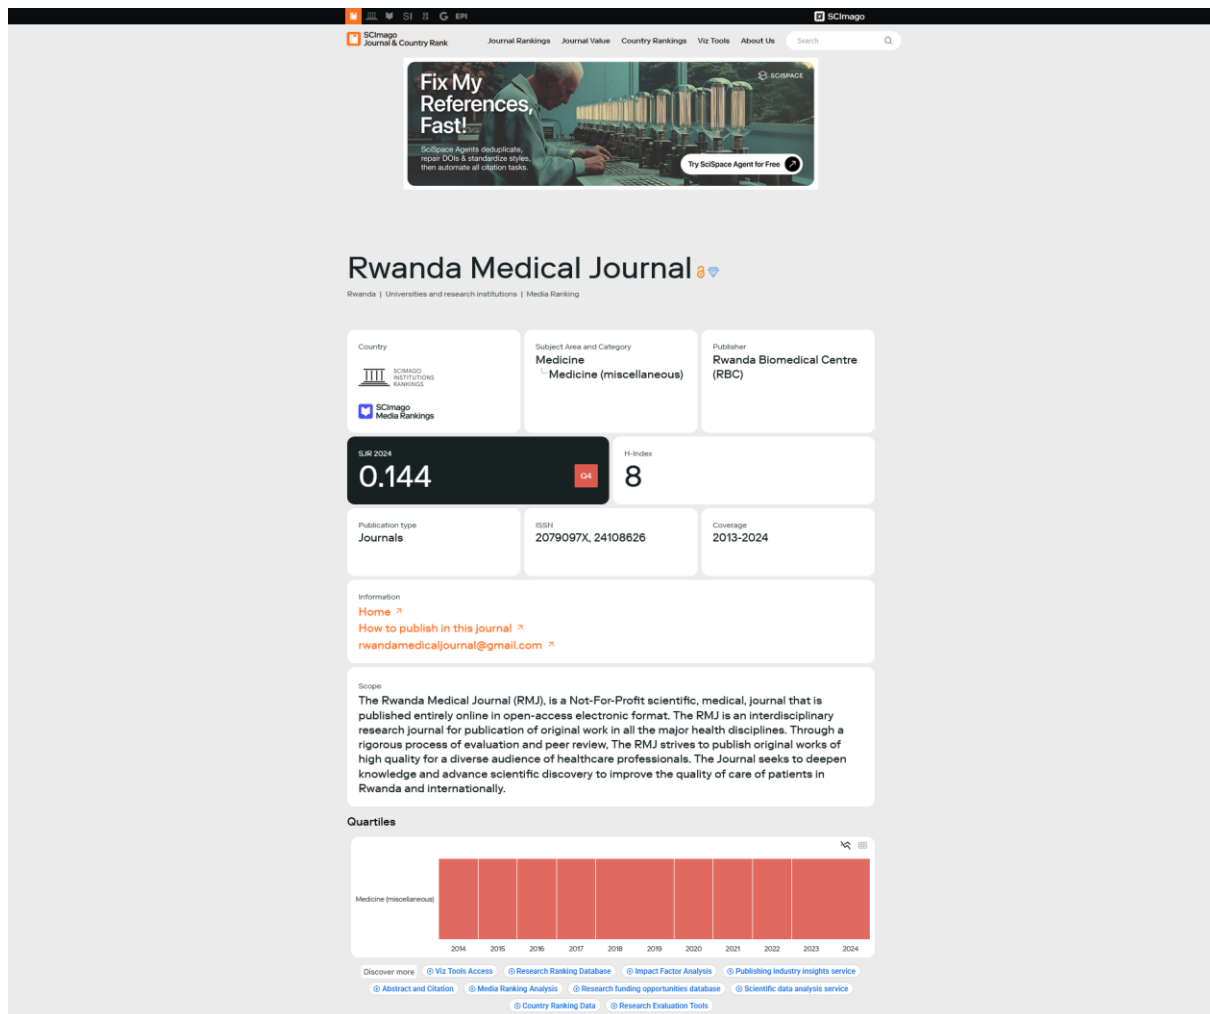 SI
G
EPI
SCImago
SCImago
Journal & Country Rank
Journal Rankings
Journal Value
Country Rankings
Viz Tools
About Us
Search
Fix My
References,
Fast!
SciSpace Agents deduplicate,
repair DOIs & standardize styles,
then automate all citation tasks.
SCISPACE
Try SciSpace Agent for Free
Rwanda Medical Journal
Rwanda | Universities and research institutions | Media Ranking
Country
SCIMAGO
INSTITUTIONS
RANKINGS
SCImago
Media Rankings
Subject Area and Category
Medicine
Medicine (miscellaneous)
Publisher
Rwanda Biomedical Centre
(RBC)
SJR 2024
0.144
Q4
H-Index
8
Publication type
Journals
ISSN
2079097X, 24108626
Coverage
2013-2024
Information
Home
How to publish in this journal
rwandamedicaljournal@gmail.com
Scope
The Rwanda Medical Journal (RMJ), is a Not-For-Profit scientific, medical, journal that is
published entirely online in open-access electronic format. The RMJ is an interdisciplinary
research journal for publication of original work in all the major health disciplines. Through a
rigorous process of evaluation and peer review, The RMJ strives to publish original works of
high quality for a diverse audience of healthcare professionals. The Journal seeks to deepen
knowledge and advance scientific discovery to improve the quality of care of patients in
Rwanda and internationally.
Quartiles
Medicine (miscellaneous)
2014 2015 2016 2017 2018 2019 2020 2021 2022 2023 2024
Discover more
Viz Tools Access
Research Ranking Database
Impact Factor Analysis
Publishing industry insights service
Abstract and Citation
Media Ranking Analysis
Research funding opportunities database
Scientific data analysis service
Country Ranking Data
Research Evaluation Tools